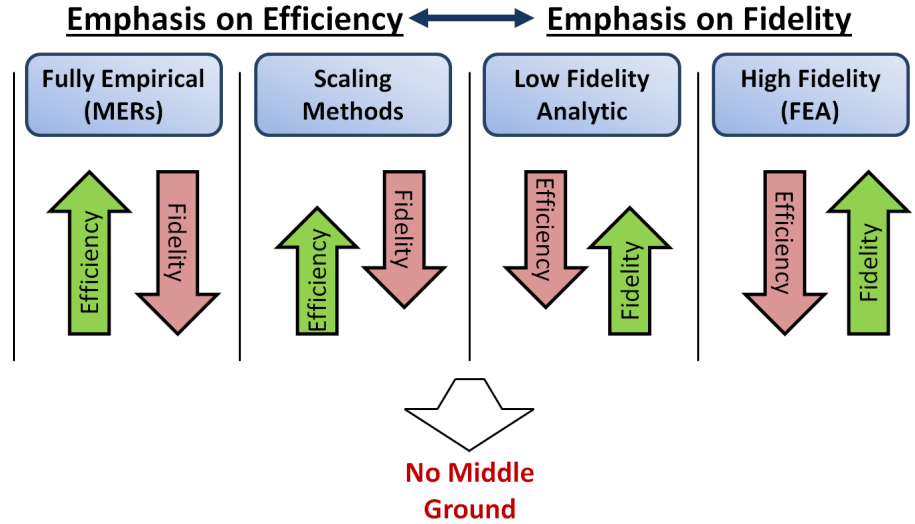 Emphasis on Efficiency
Emphasis on Fidelity
Fully Empirical
(MERs)
Scaling
Methods
Low Fidelity
Analytic
High Fidelity
(FEA)
Efficiency
Fidelity
Efficiency
Fidelity
Efficiency
Fidelity
Efficiency
Fidelity
No Middle
Ground